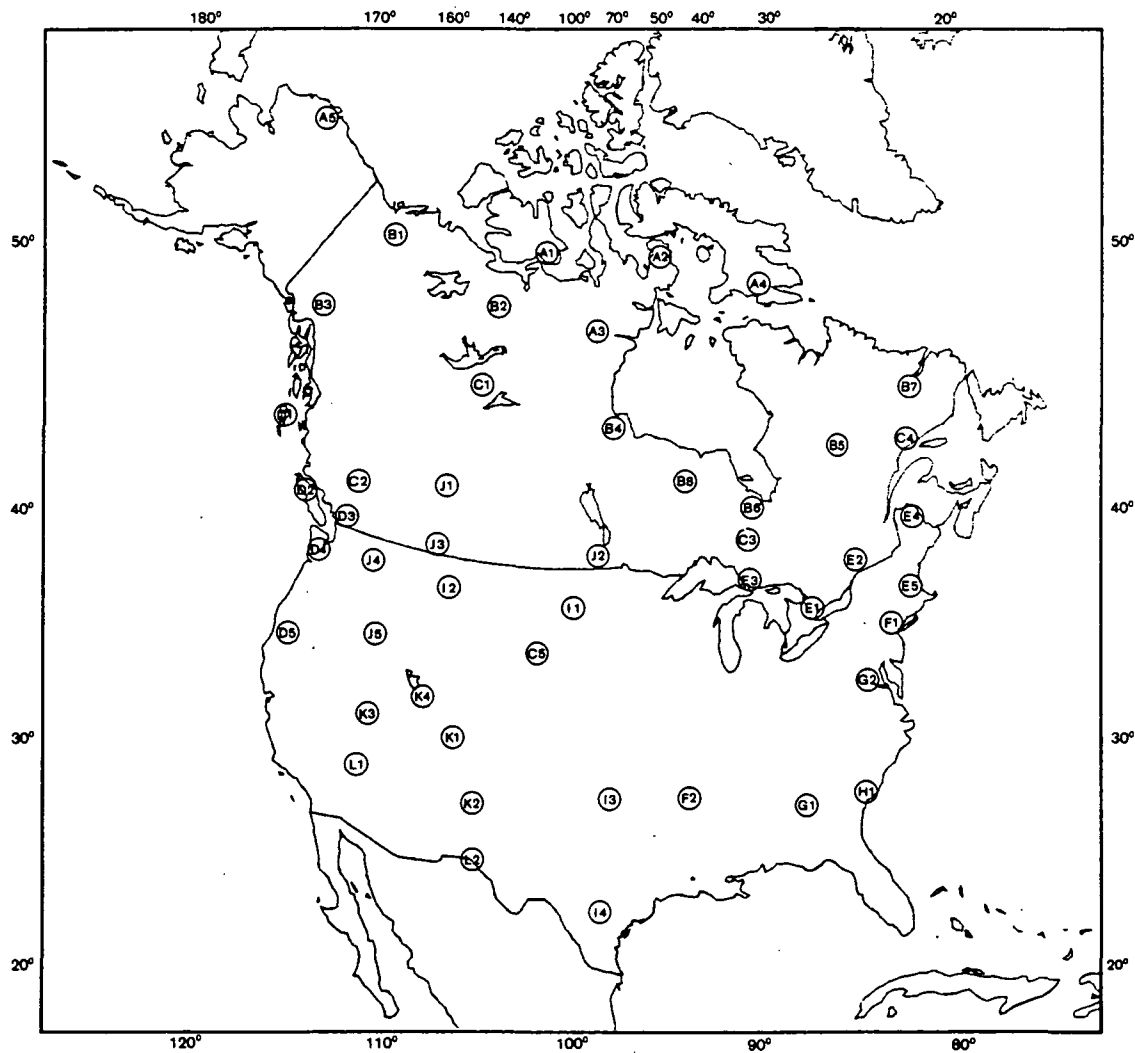 180° 170° 160° 140° 100° 70° 50° 30° 20°
A5
50° B1 A1 A2 50°
A4
B3 B2
A3
C1 B7
B4 C4
B5
C2 J1 B8
40° D2 B6 40°
D3 E4
J3 C3
D4 J4 J2 E2
I2 E3 E5
I1 E1
D5 J5 F1
C5
K4 G2
K3
30° K1 30°
L1
K2 I3 F2 G1 H1
L2
I4
20° 20°
120° 110° 100° 90° 80°